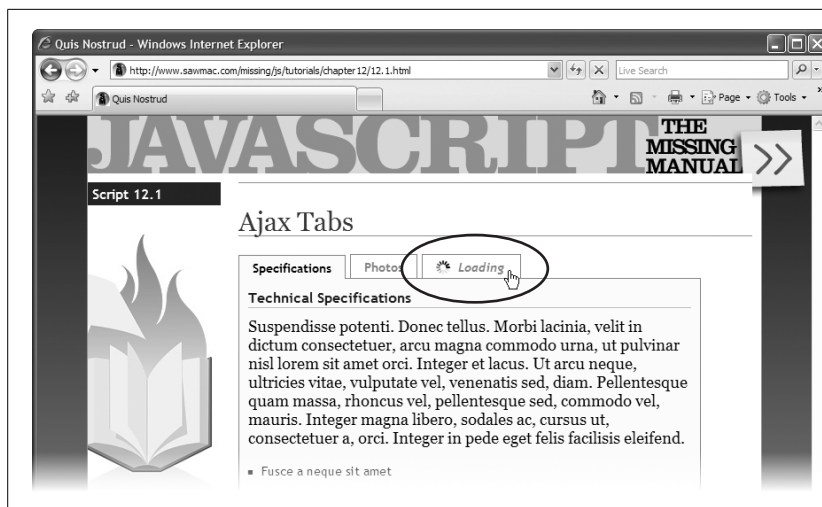 Quis Nostrud - Windows Internet Explorer
http://www.sawmac.com/missing/js/tutorials/chapter12/12.1.html
Live Search
Quis Nostrud
Page
Tools
JAVASCRIPT
THE
MISSING
MANUAL
Script 12.1
Ajax Tabs
Specifications
Photos
Loading
Technical Specifications
Suspendisse potenti. Donec tellus. Morbi lacinia, velit in
dictum consectetuer, arcu magna commodo urna, ut pulvinar
nisl lorem sit amet orci. Integer et lacus. Ut arcu neque,
ultricies vitae, vulputate vel, venenatis sed, diam. Pellentesque
quam massa, rhoncus vel, pellentesque sed, commodo vel,
mauris. Integer magna libero, sodales ac, cursus ut,
consectetuer a, orci. Integer in pede eget felis facilisis eleifend.
Fusce a neque sit amet